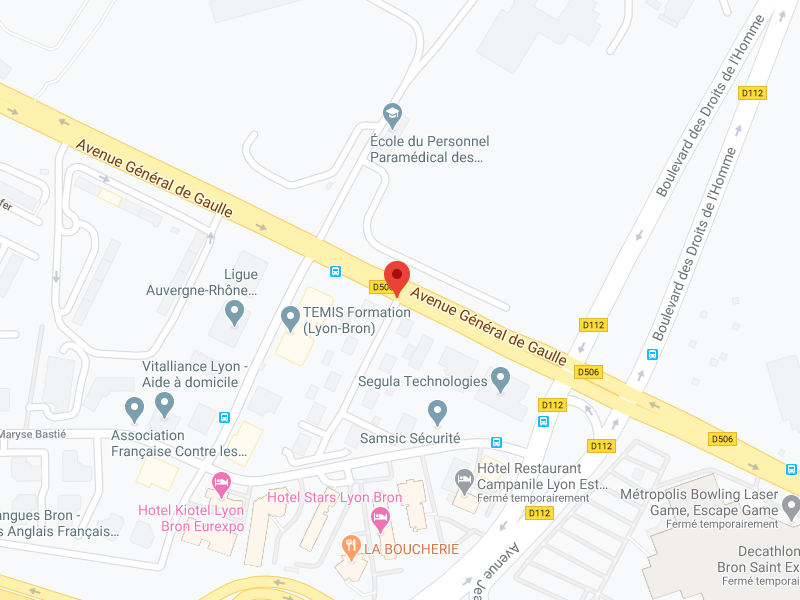 D112
Boulevard des Droits de l'Homme
Boulevard des Droits de l'Homme
École du Personnel
Paramédical des...
Avenue Général de Gaulle
fer
Ligue
Auvergne-Rhône...
D506
Avenue Général de Gaulle
TEMIS Formation
(Lyon-Bron)
D112
Vitalliance Lyon -
Aide à domicile
Segula Technologies
D506
D112
Association
Française Contre les...
Maryse Bastié
Samsic Sécurité
D112
D506
Hôtel Restaurant
Campanile Lyon Est...
Fermé temporairement
Hotel Kiotel Lyon
Bron Eurexpo
Hotel Stars Lyon Bron
D112
Métropolis Bowling Laser
Game, Escape Game
Fermé temporairement
angues Bron -
s Anglais Français...
LA BOUCHERIE
Avenue Jea
Decathlon
Bron Saint Ex
Fermé temporai